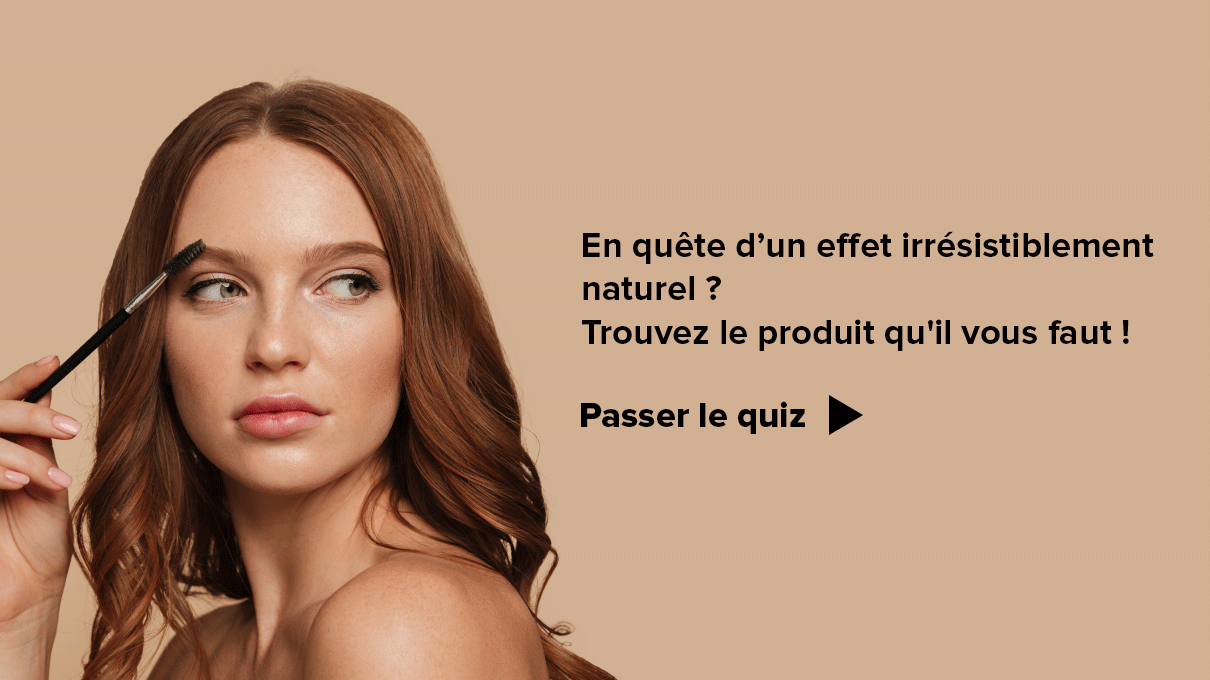 En quête d’un effet irrésistiblement
naturel ?
Trouvez le produit qu'il vous faut !
Passer le quiz